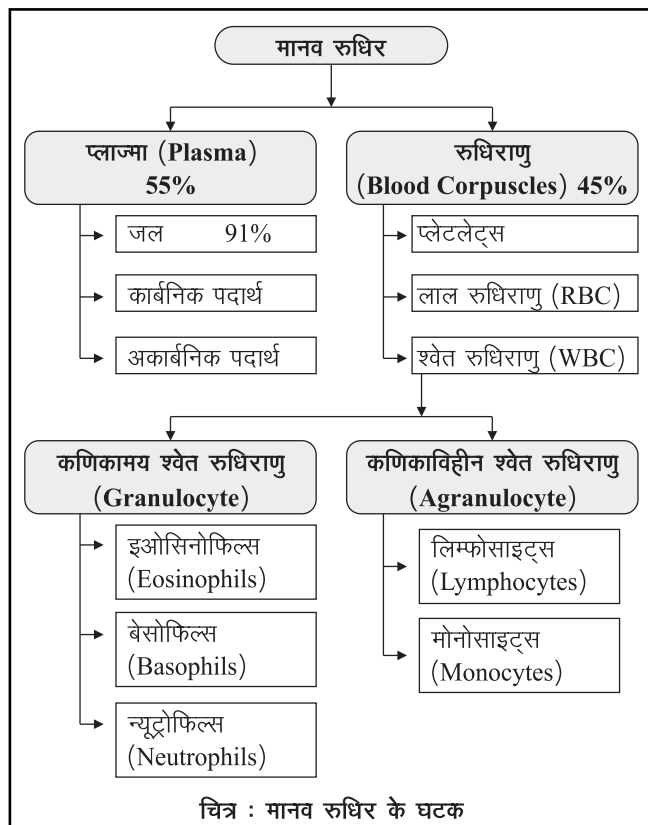 मानव रुधिर
प्लाज्मा (Plasma)
55%
जल 91%
कार्बनिक पदार्थ
अकार्बनिक पदार्थ
रुधिराणु
(Blood Corpuscles) 45%
प्लेटलेट्स
लाल रुधिराणु (RBC)
श्वेत रुधिराणु (WBC)
कणिकामय श्वेत रुधिराणु
(Granulocyte)
इओसिनोफिल्स
(Eosinophils)
बेसोफिल्स
(Basophils)
न्यूट्रोफिल्स
(Neutrophils)
कणिकाविहीन श्वेत रुधिराणु
(Agranulocyte)
लिम्फोसाइट्स
(Lymphocytes)
मोनोसाइट्स
(Monocytes)
चित्र : मानव रुधिर के घटक